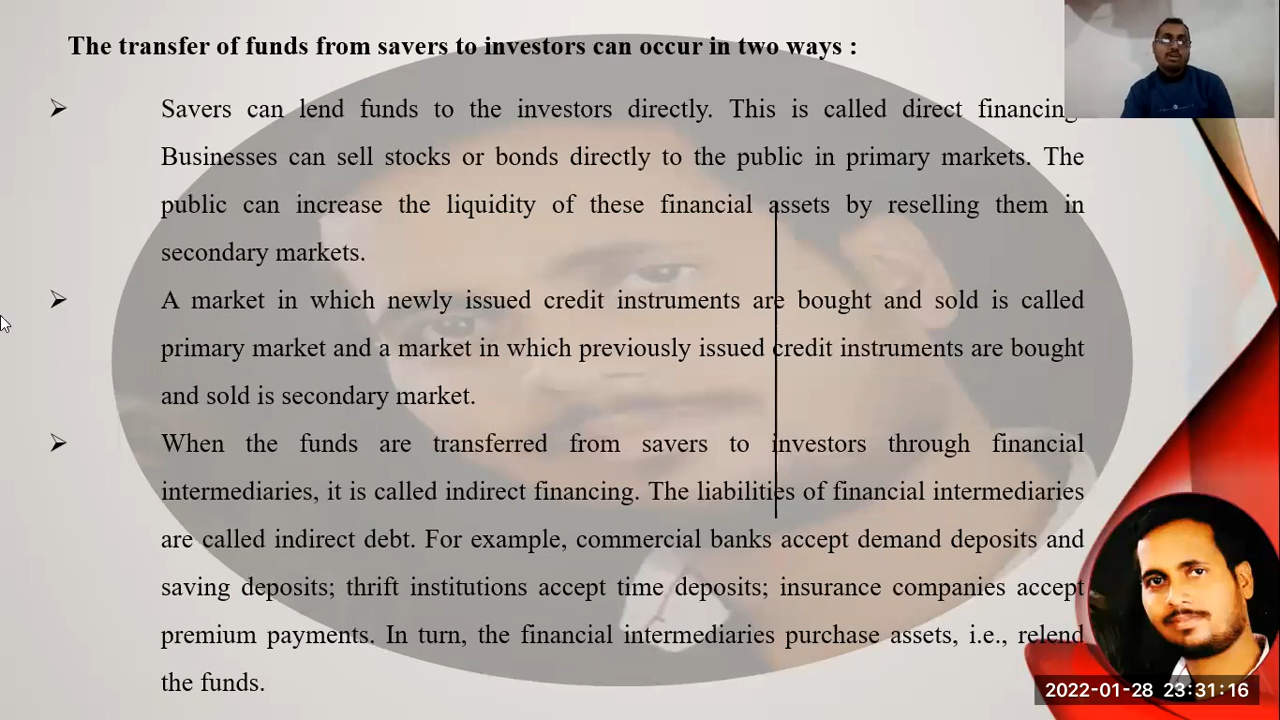 The transfer of funds from savers to investors can occur in two ways :
Savers can lend funds to the investors directly. This is called direct financing.
Businesses can sell stocks or bonds directly to the public in primary markets. The
public can increase the liquidity of these financial assets by reselling them in
secondary markets.
A market in which newly issued credit instruments are bought and sold is called
primary market and a market in which previously issued credit instruments are bought
and sold is secondary market.
When the funds are transferred from savers to investors through financial
intermediaries, it is called indirect financing. The liabilities of financial intermediaries
are called indirect debt. For example, commercial banks accept demand deposits and
saving deposits; thrift institutions accept time deposits; insurance companies accept
premium payments. In turn, the financial intermediaries purchase assets, i.e., relend
the funds.
2022-01-28 23:31:16